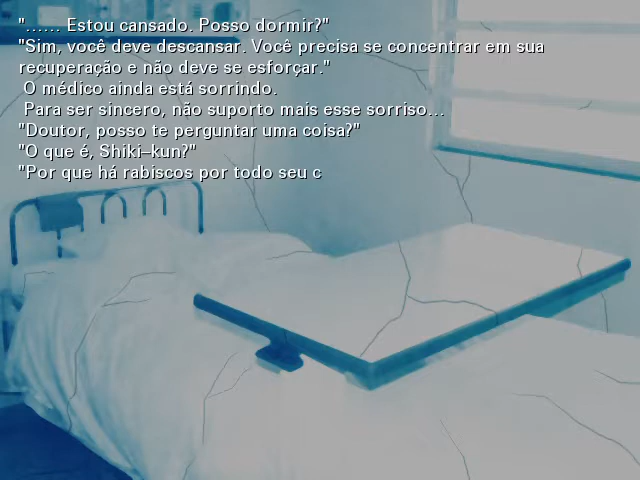 "...... Estou cansado. Posso dormir?"
"Sim, você deve descansar. Você precisa se concentrar em sua
recuperação e não deve se esforçar."
O médico ainda está sorrindo.
Para ser sincero, não suporto mais esse sorriso...
"Doutor, posso te perguntar uma coisa?"
"O que é, Shiki-kun?"
"Por que há rabiscos por todo seu c